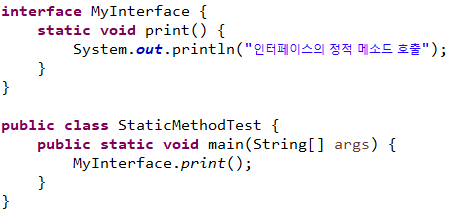 interface MyInterface {
    static void print() {
        System.out.println("인터페이스의 정적 메소드 호출");
    }
}

public class StaticMethodTest {
    public static void main(String[] args) {
        MyInterface.print();
    }
}